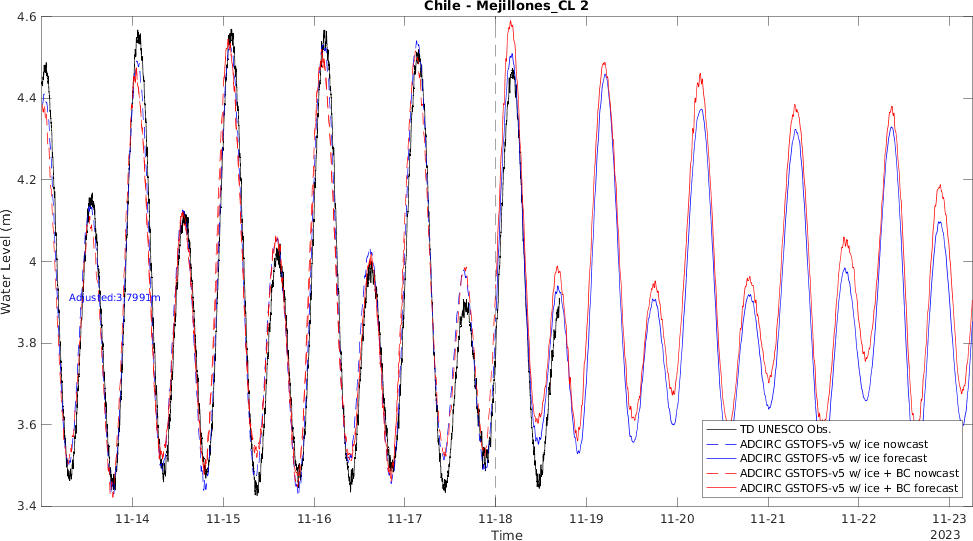 Chile - Mejillones_CL 2
4.6
4.4
4.2
4
3.8
3.6
3.4
Water Level (m)
Adjusted:3.7991m
TD UNESCO Obs.
ADCIRC GSTOFS-v5 w/ ice nowcast
ADCIRC GSTOFS-v5 w/ ice forecast
ADCIRC GSTOFS-v5 w/ ice + BC nowcast
ADCIRC GSTOFS-v5 w/ ice + BC forecast
11-14 11-15 11-16 11-17 11-18 11-19 11-20 11-21 11-22 11-23
Time
2023